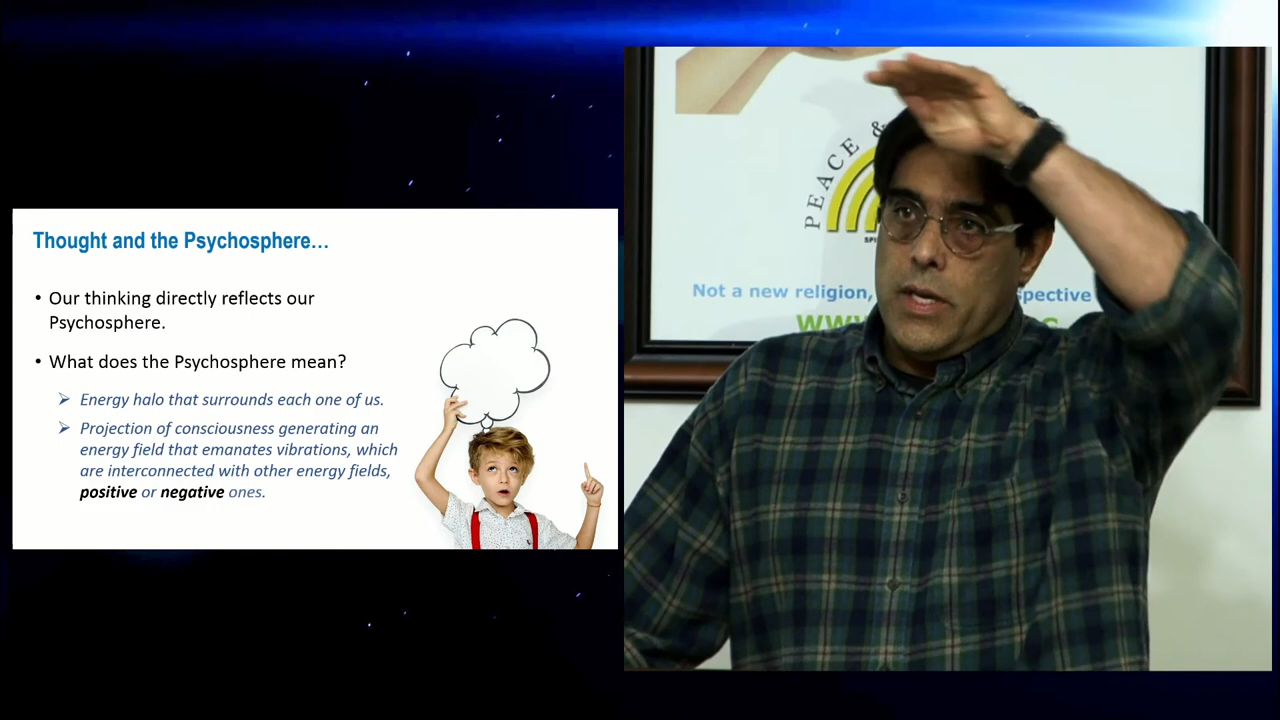 Thought and the Psychosphere…
• Our thinking directly reflects our
Psychosphere.
• What does the Psychosphere mean?
➢ Energy halo that surrounds each one of us.
➢ Projection of consciousness generating an
energy field that emanates vibrations, which
are interconnected with other energy fields,
positive or negative ones.
PEACE &
Not a new religion,